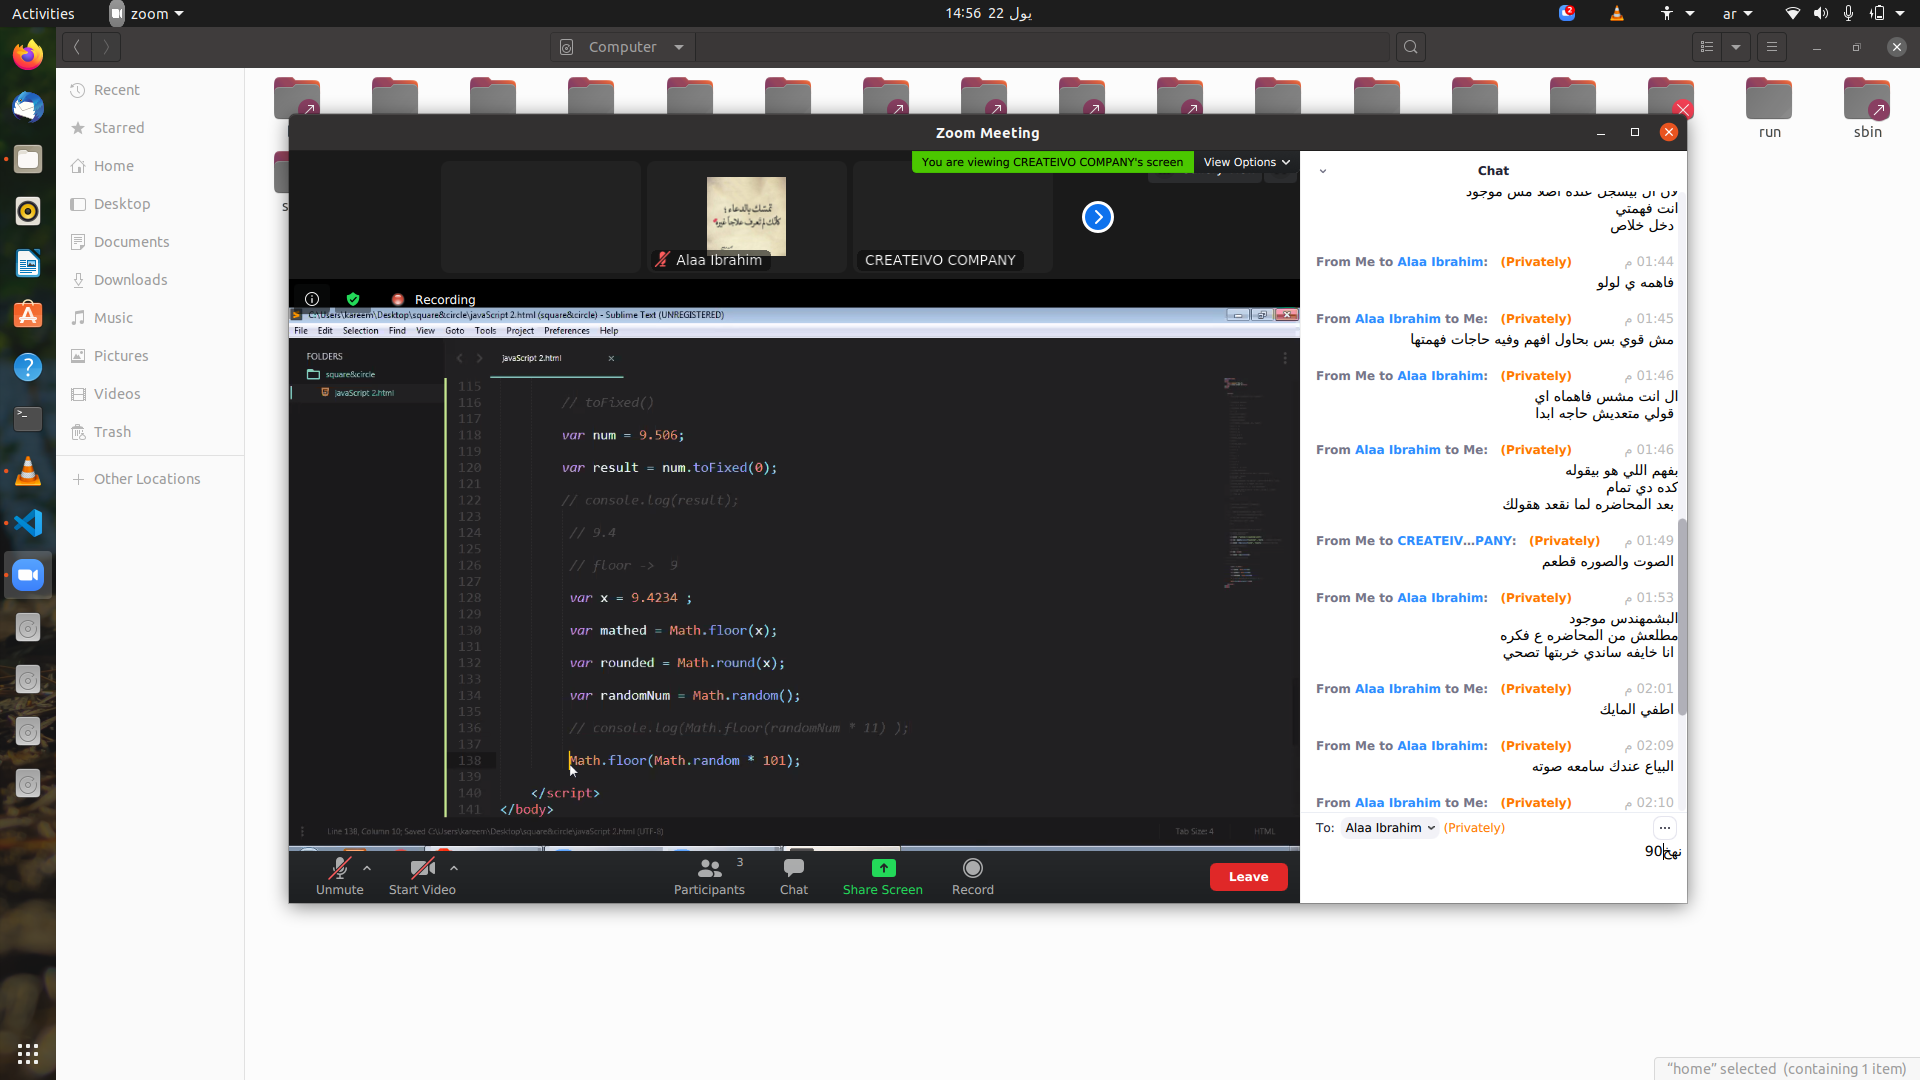 Activities
zoom
14:56 22 يول
2
ar
Computer
Recent
Starred
Home
Desktop
Documents
Downloads
Music
Pictures
Videos
Trash
Other Locations
run
sbin
Zoom Meeting
You are viewing CREATEIVO COMPANY's screen
View Options
تمسّك بالدعاء ؛
Alaa Ibrahim
CREATEIVO COMPANY
Recording
C:\Users\kareem\Desktop\square&circle\javaScript 2.html (square&circle) - Sublime Text (UNREGISTERED)
File Edit Selection Find View Goto Tools Project Preferences Help
FOLDERS
square&circle
javaScript 2.html
javaScript 2.html
115
116 // toFixed()
117
118 var num = 9.506;
119
120 var result = num.toFixed(0);
121
122 // console.log(result);
123
124 // 9.4
125
126 // floor -> 9
127
128 var x = 9.4234 ;
129
130 var mathed = Math.floor(x);
131
132 var rounded = Math.round(x);
133
134 var randomNum = Math.random();
135
136 // console.log(Math.floor(randomNum * 11) );
137
138 Math.floor(Math.random * 101);
139
140 </script>
141 </body>
Line 138, Column 10; Saved C:\Users\kareem\Desktop\square&circle\javaScript 2.html (UTF-8)
Tab Size: 4
HTML
Unmute
Start Video
Participants
3
Chat
Share Screen
Record
Leave
Chat
لان ال بيسجل عنده اصلا مش موجود
انت فهمتي
دخل خلاص
From Me to Alaa Ibrahim: (Privately) 01:44 م
فاهمه ي لولو
From Alaa Ibrahim to Me: (Privately) 01:45 م
مش قوي بس بحاول افهم وفيه حاجات فهمتها
From Me to Alaa Ibrahim: (Privately) 01:46 م
ال انت مشس فاهماه اي
قولي متعديش حاجه ابدا
From Alaa Ibrahim to Me: (Privately) 01:46 م
بفهم اللي هو بيقوله
كده دي تمام
بعد المحاضره لما نقعد هقولك
From Me to CREATEIV...PANY: (Privately) 01:49 م
الصوت والصوره قطعم
From Me to Alaa Ibrahim: (Privately) 01:53 م
البشمهندس موجود
مطلعش من المحاضره ع فكره
انا خايفه ساندي خربتها تصحي
From Alaa Ibrahim to Me: (Privately) 02:01 م
اطفي المايك
From Me to Alaa Ibrahim: (Privately) 02:09 م
البياع عندك سامعه صوته
From Alaa Ibrahim to Me: (Privately) 02:10 م
To: Alaa Ibrahim (Privately)
نهخ90
“home” selected (containing 1 item)